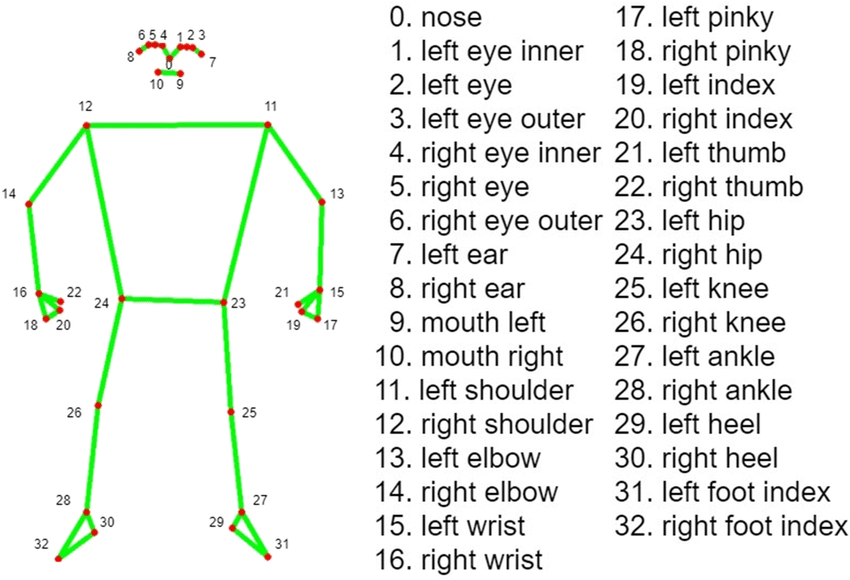 6 5 4 1 2 3
8 0 7
10 9
12 11
14 13
16 22 21 15
24 23
18 20 19 17
26 25
28 27
30 29
32 31
0. nose
1. left eye inner
2. left eye
3. left eye outer
4. right eye inner
5. right eye
6. right eye outer
7. left ear
8. right ear
9. mouth left
10. mouth right
11. left shoulder
12. right shoulder
13. left elbow
14. right elbow
15. left wrist
16. right wrist
17. left pinky
18. right pinky
19. left index
20. right index
21. left thumb
22. right thumb
23. left hip
24. right hip
25. left knee
26. right knee
27. left ankle
28. right ankle
29. left heel
30. right heel
31. left foot index
32. right foot index